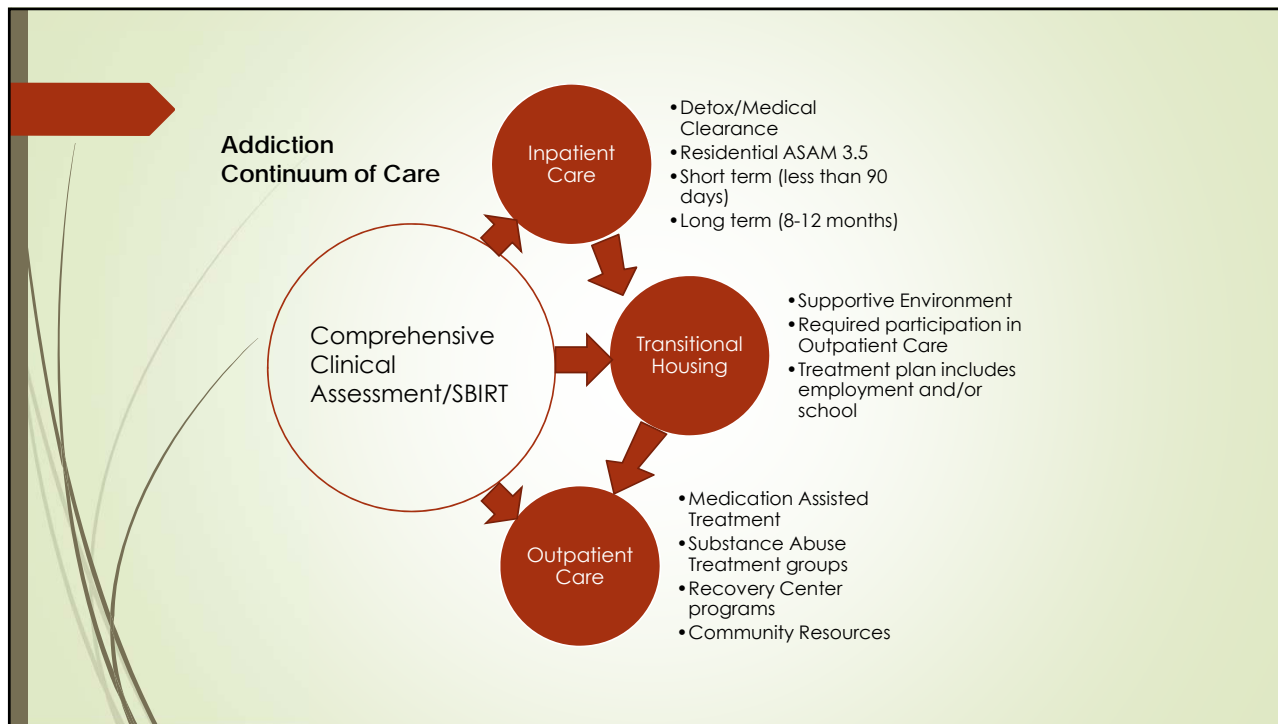 Addiction
Continuum of Care
Comprehensive
Clinical
Assessment/SBIRT
Inpatient
Care
•Detox/Medical
Clearance
•Residential ASAM 3.5
•Short term (less than 90
days)
•Long term (8-12 months)
Transitional
Housing
•Supportive Environment
•Required participation in
Outpatient Care
•Treatment plan includes
employment and/or
school
Outpatient
Care
•Medication Assisted
Treatment
•Substance Abuse
Treatment groups
•Recovery Center
programs
•Community Resources